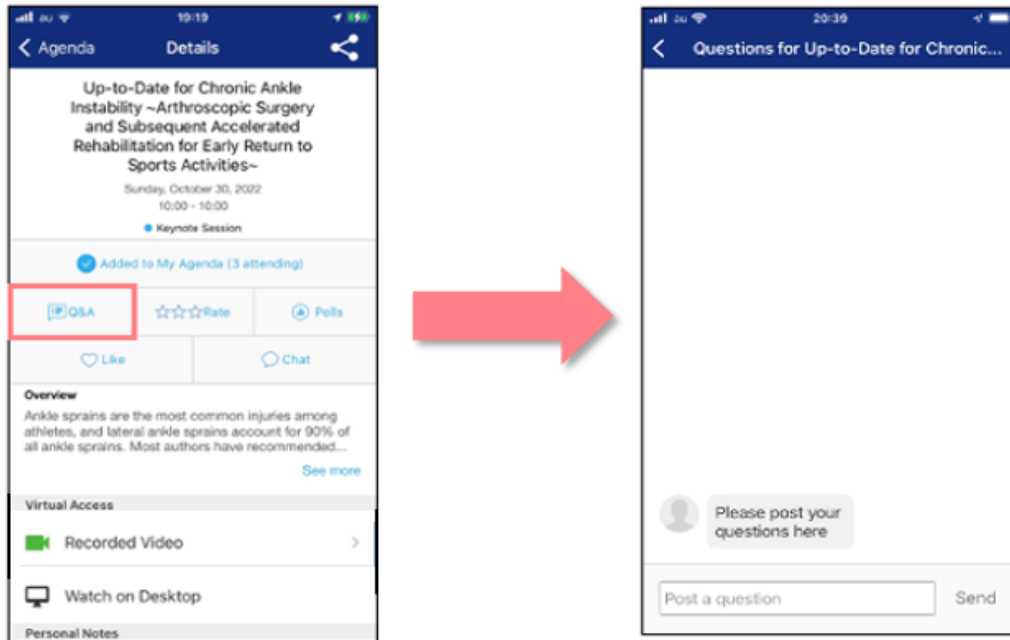 au 19:19
Agenda Details
Up-to-Date for Chronic Ankle
Instability ~Arthroscopic Surgery
and Subsequent Accelerated
Rehabilitation for Early Return to
Sports Activities~
Sunday, October 30, 2022
10:00 - 10:00
Keynote Session
Added to My Agenda (3 attending)
Q&A Rate Polls
Like Chat
Overview
Ankle sprains are the most common injuries among
athletes, and lateral ankle sprains account for 90% of
all ankle sprains. Most authors have recommended...
See more
Virtual Access
Recorded Video
Watch on Desktop
Personal Notes
au 20:39
Questions for Up-to-Date for Chronic...
Please post your
questions here
Post a question Send